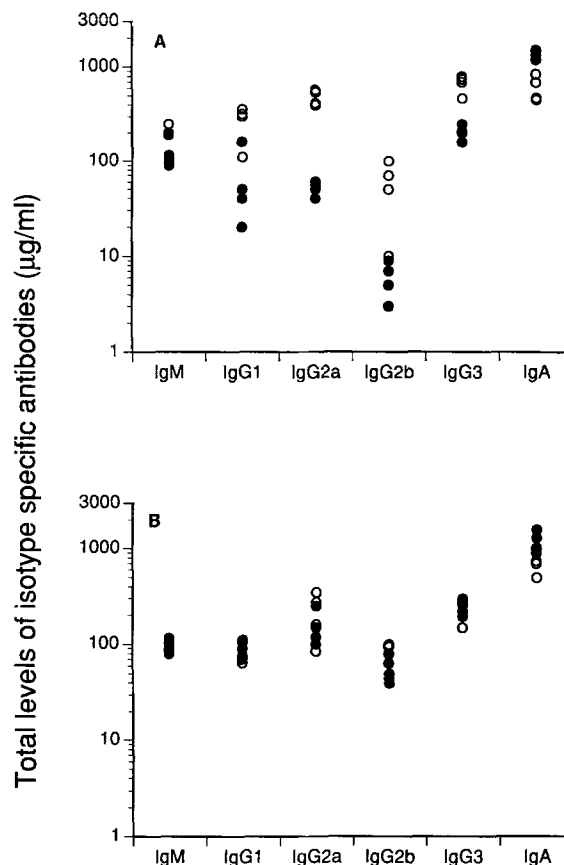 Total levels of isotype specific antibodies (µg/ml)
A
3000
1000
100
10
1
IgM IgG1 IgG2a IgG2b IgG3 IgA
B
3000
1000
100
10
1
IgM IgG1 IgG2a IgG2b IgG3 IgA